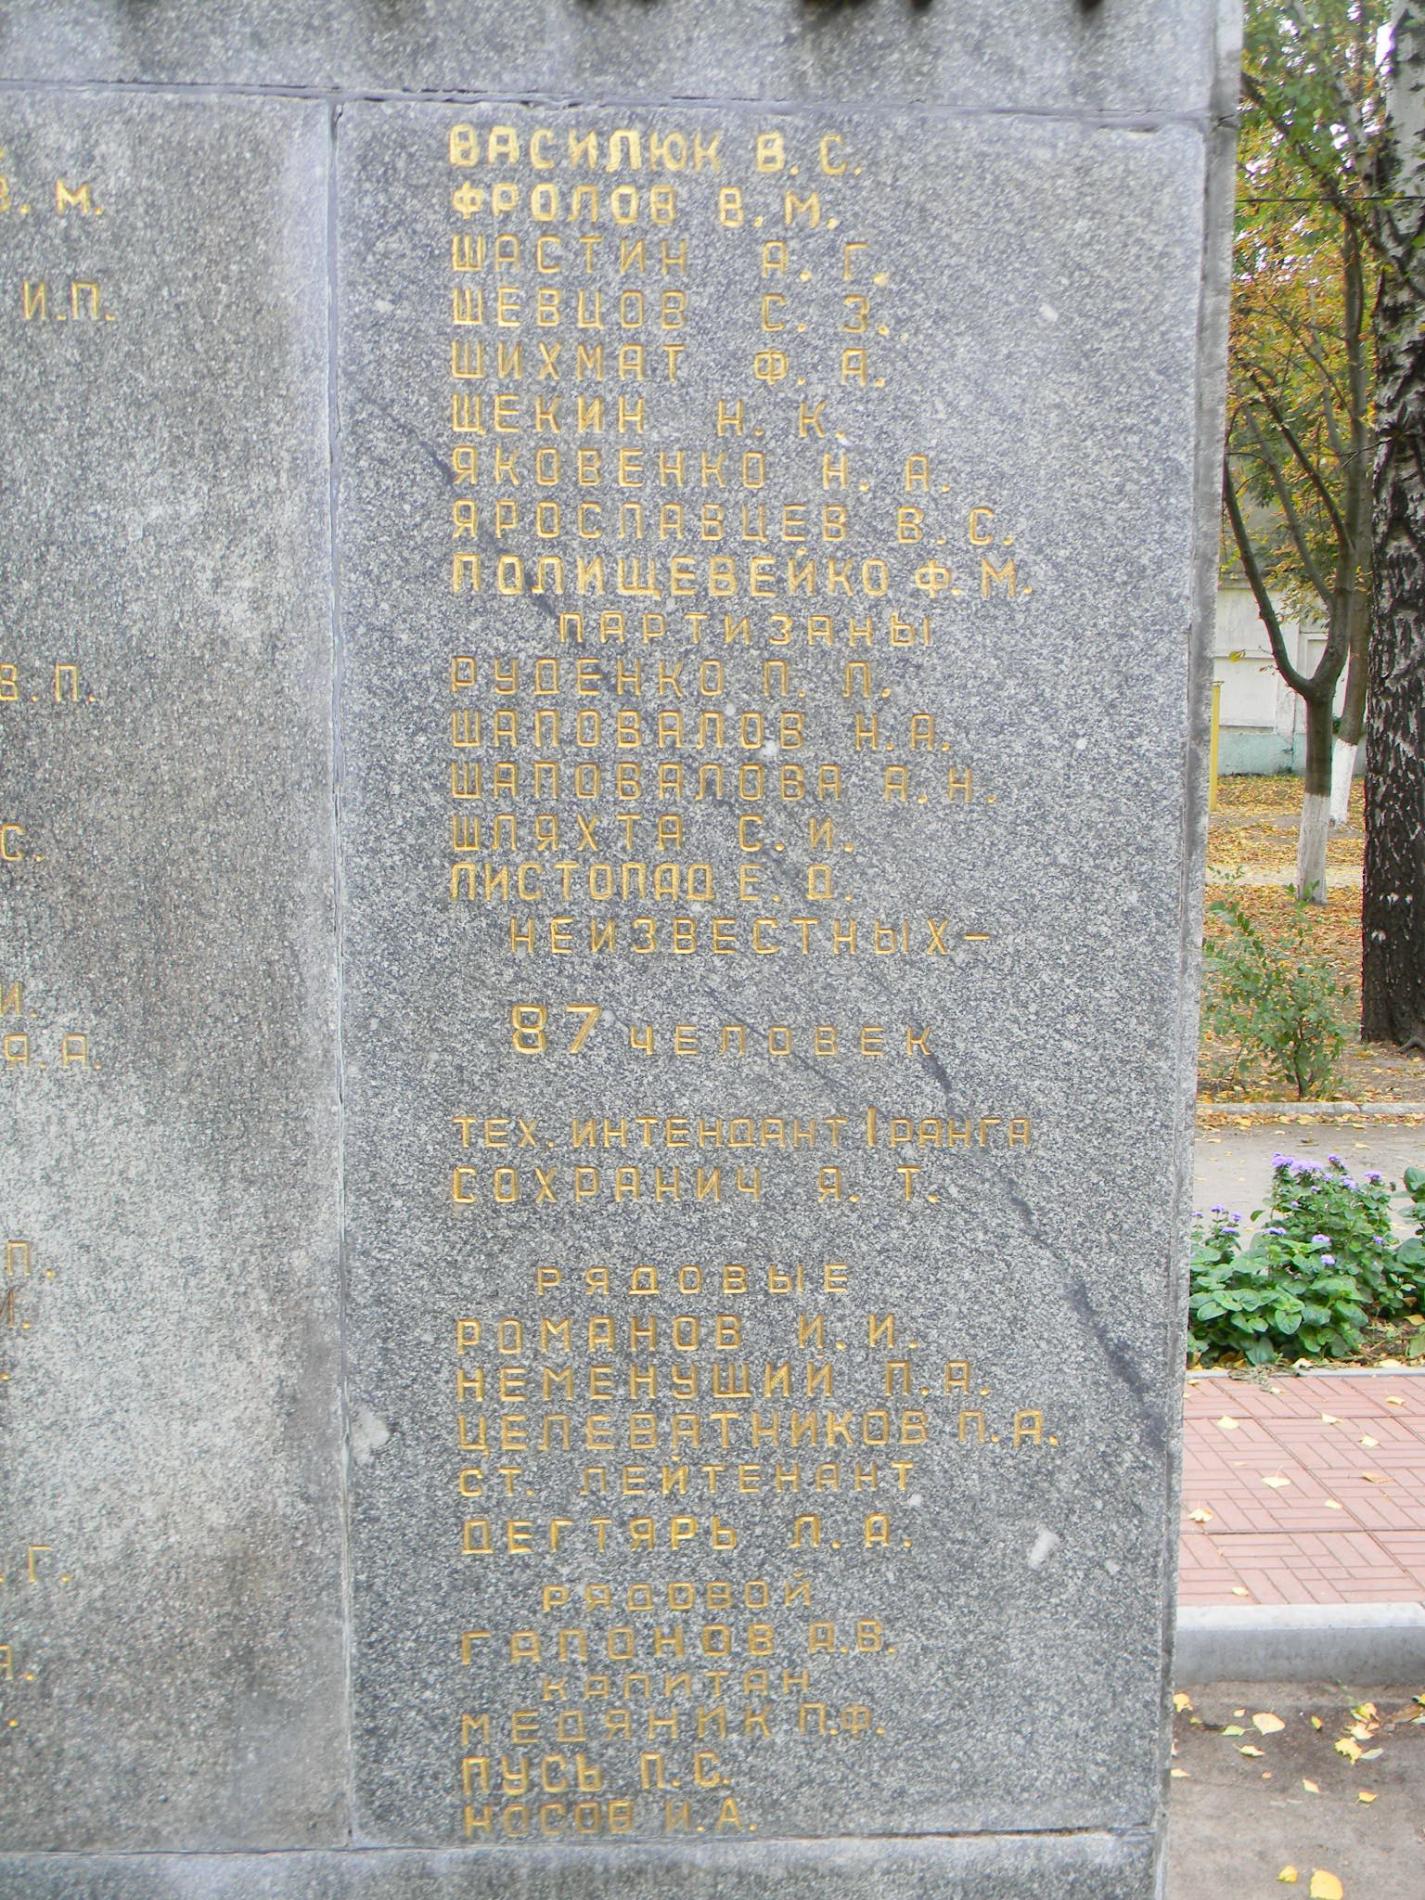 В. М.
И.П.
В.П.
С.
И.
Я.А.
П.
Г.
ВАСИЛЮК В. С.
ФРОЛОВ В. М.
ШАСТИН А. Г.
ШЕВЦОВ С. З.
ШИХМАТ Ф. А.
ЩЕКИН Н. К.
ЯКОВЕНКО Н. А.
ЯРОСЛАВЦЕВ В. С.
ПОЛИЩЕВЕЙКО Ф. М.
ПАРТИЗАНЫ
РУДЕНКО П. П.
ШАПОВАЛОВ Н. А.
ШАПОВАЛОВА А. Н.
ШЛЯХТА С. И.
ЛИСТОПАД Е. Д.
НЕИЗВЕСТНЫХ–
87 ЧЕЛОВЕК
ТЕХ. ИНТЕНДАНТ I РАНГА
СОХРАНИЧ Я. Т.
РЯДОВЫЕ
РОМАНОВ И. И.
НЕМЕНУЩИЙ П. А.
ЦЕЛЕВАТНИКОВ П. А.
СТ. ЛЕЙТЕНАНТ
ДЕГТЯРЬ Л. А.
РЯДОВОЙ
ГАПОНОВ А.В.
КАПИТАН
МЕДЯНИК П.Ф.
ПУСЬ П. С.
НОСОВ И.А.